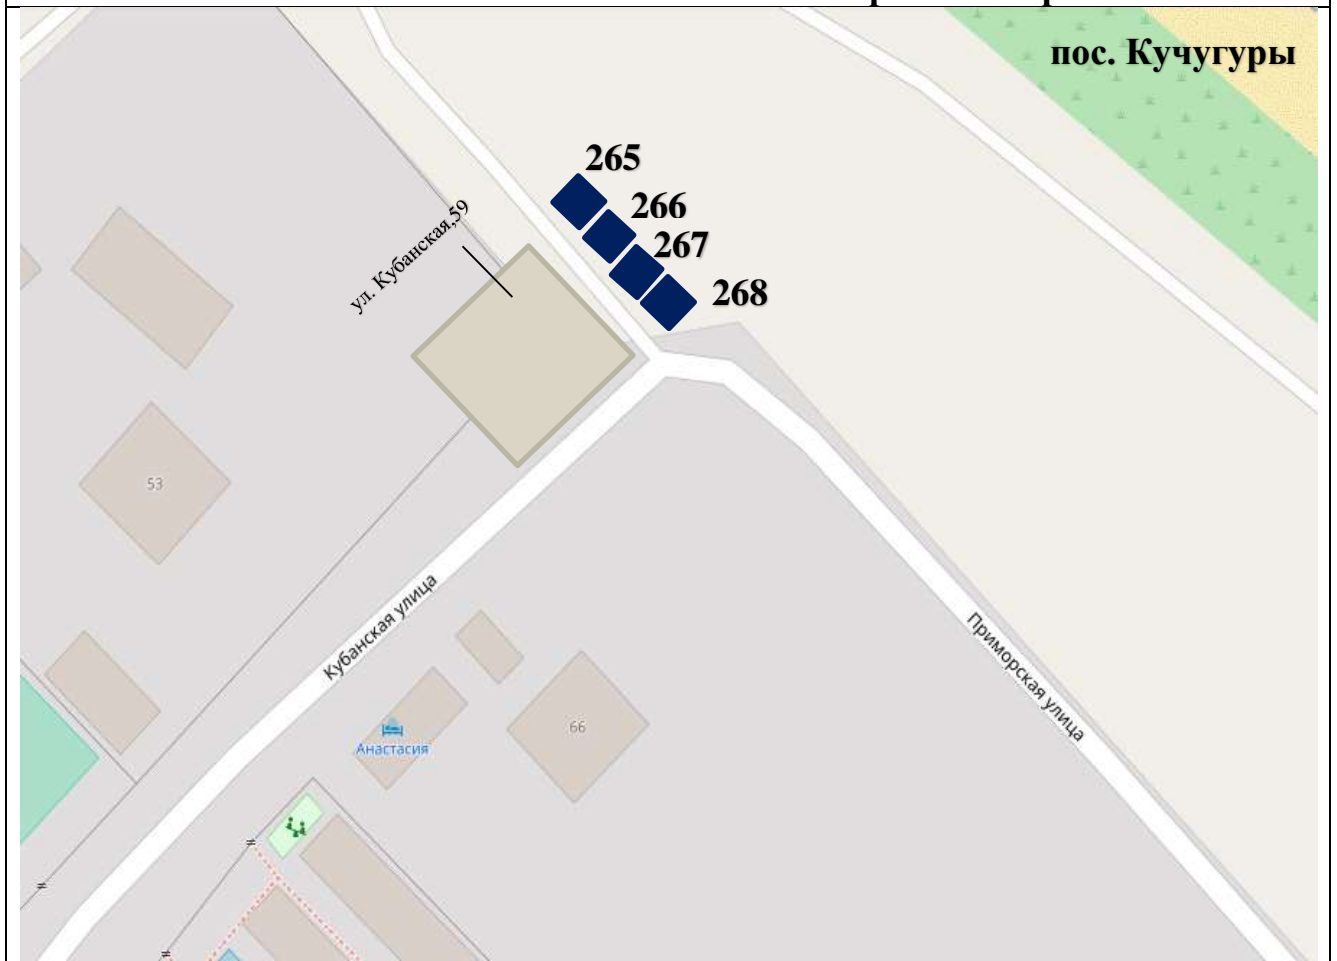 пос. Кучугуры
265
266
267
268
ул. Кубанская,59
53
Кубанская улица
Приморская улица
66
Анастасия